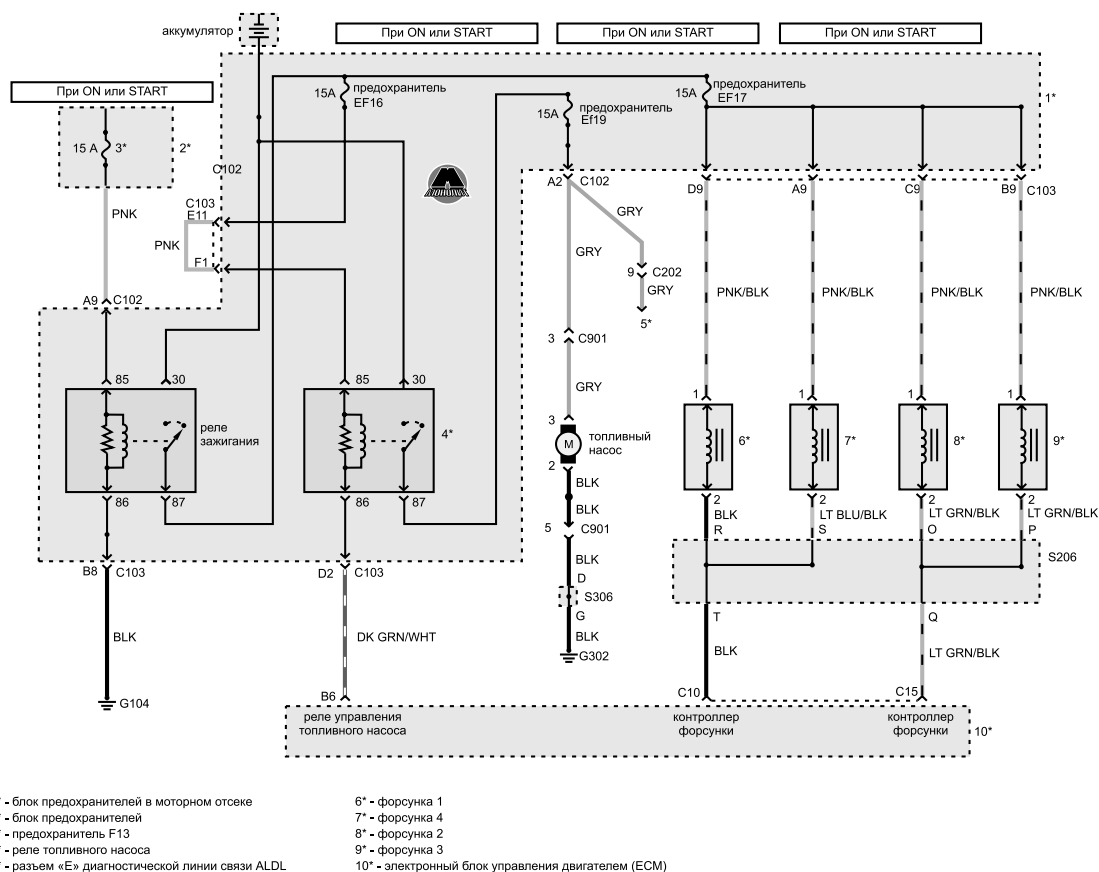 аккумулятор
При ON или START
При ON или START
При ON или START
При ON или START
15A
предохранитель
EF16
15A
предохранитель
Ef19
15A
предохранитель
EF17
1*
15 A
3*
2*
C102
A2
C102
D9
A9
C9
B9
C103
PNK
C103
E11
PNK
F1
GRY
GRY
9
C202
GRY
5*
PNK/BLK
PNK/BLK
PNK/BLK
PNK/BLK
A9
C102
3
C901
GRY
85
30
85
30
1
1
1
1
реле
зажигания
4*
3
M
топливный
насос
2
6*
7*
8*
9*
86
87
86
87
BLK
BLK
5
C901
2
BLK
R
2
LT BLU/BLK
S
2
LT GRN/BLK
O
2
LT GRN/BLK
P
S206
B8
C103
D2
C103
BLK
D
S306
G
BLK
G302
T
BLK
Q
LT GRN/BLK
BLK
DK GRN/WHT
G104
B6
C10
C15
реле управления
топливного насоса
контроллер
форсунки
контроллер
форсунки
10*
* - блок предохранителей в моторном отсеке
* - блок предохранителей
* - предохранитель F13
* - реле топливного насоса
* - разъем «E» диагностической линии связи ALDL
6* - форсунка 1
7* - форсунка 4
8* - форсунка 2
9* - форсунка 3
10* - электронный блок управления двигателем (ECM)